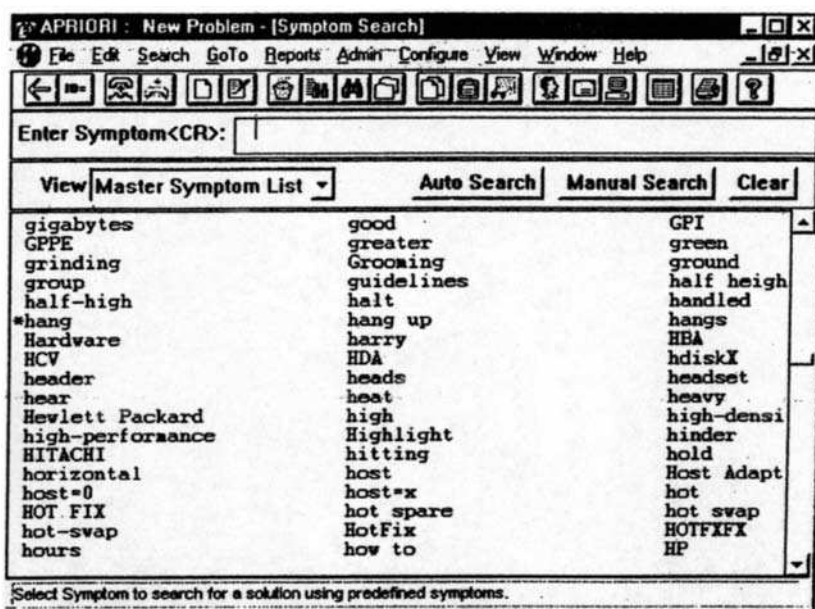 APRIORI : New Problem - [Symptom Search]
File Edit Search GoTo Reports Admin Configure View Window Help
Enter Symptom<CR>:
View Master Symptom List Auto Search Manual Search Clear
gigabytes good GPI
GPPE greater green
grinding Grooming ground
group guidelines half heigh
half-high halt handled
*hang hang up hangs
Hardware harry HBA
HCV HDA hdiskX
header heads headset
hear heat heavy
Hewlett Packard high high-densi
high-performance Highlight hinder
HITACHI hitting hold
horizontal host Host Adapt
host=0 host=x hot
HOT FIX hot spare hot swap
hot-swap HotFix HOTFXFX
hours how to HP
Select Symptom to search for a solution using predefined symptoms.